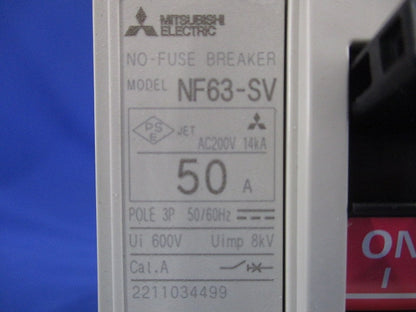 MITSUBISHI
ELECTRIC
NO-FUSE BREAKER
MODEL NF63-SV
PS
E
JET
AC200V 14kA
50 A
POLE 3P 50/60Hz
Ui 600V Uimp 8kV
Cat.A
2211034499
ON
I